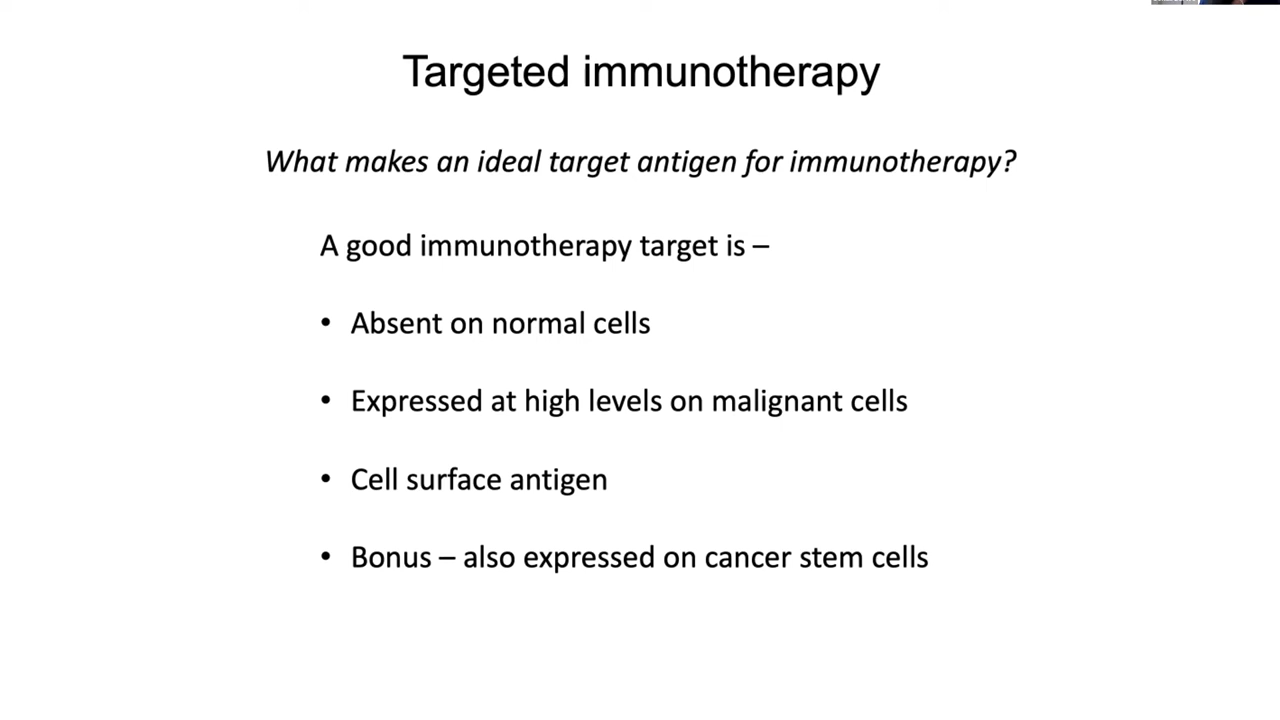 Targeted immunotherapy
What makes an ideal target antigen for immunotherapy?
A good immunotherapy target is –
• Absent on normal cells
• Expressed at high levels on malignant cells
• Cell surface antigen
• Bonus – also expressed on cancer stem cells